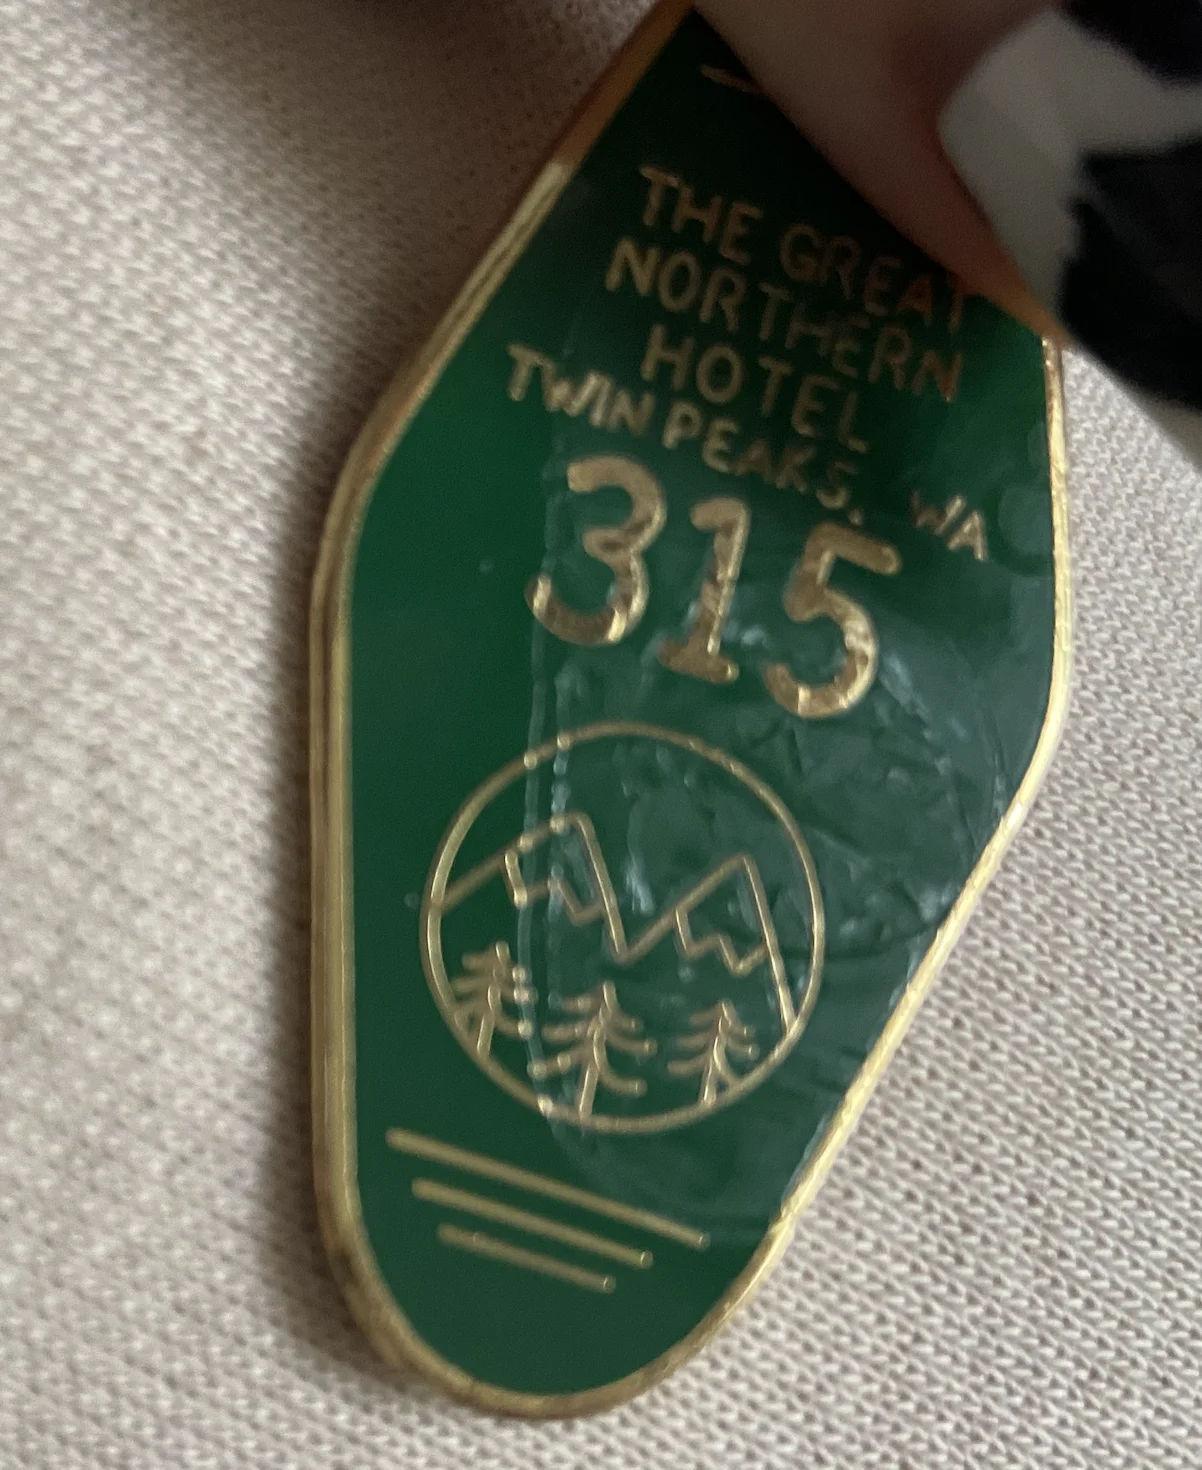 THE GREAT
NORTHERN
HOTEL
TWIN PEAKS. WA
315